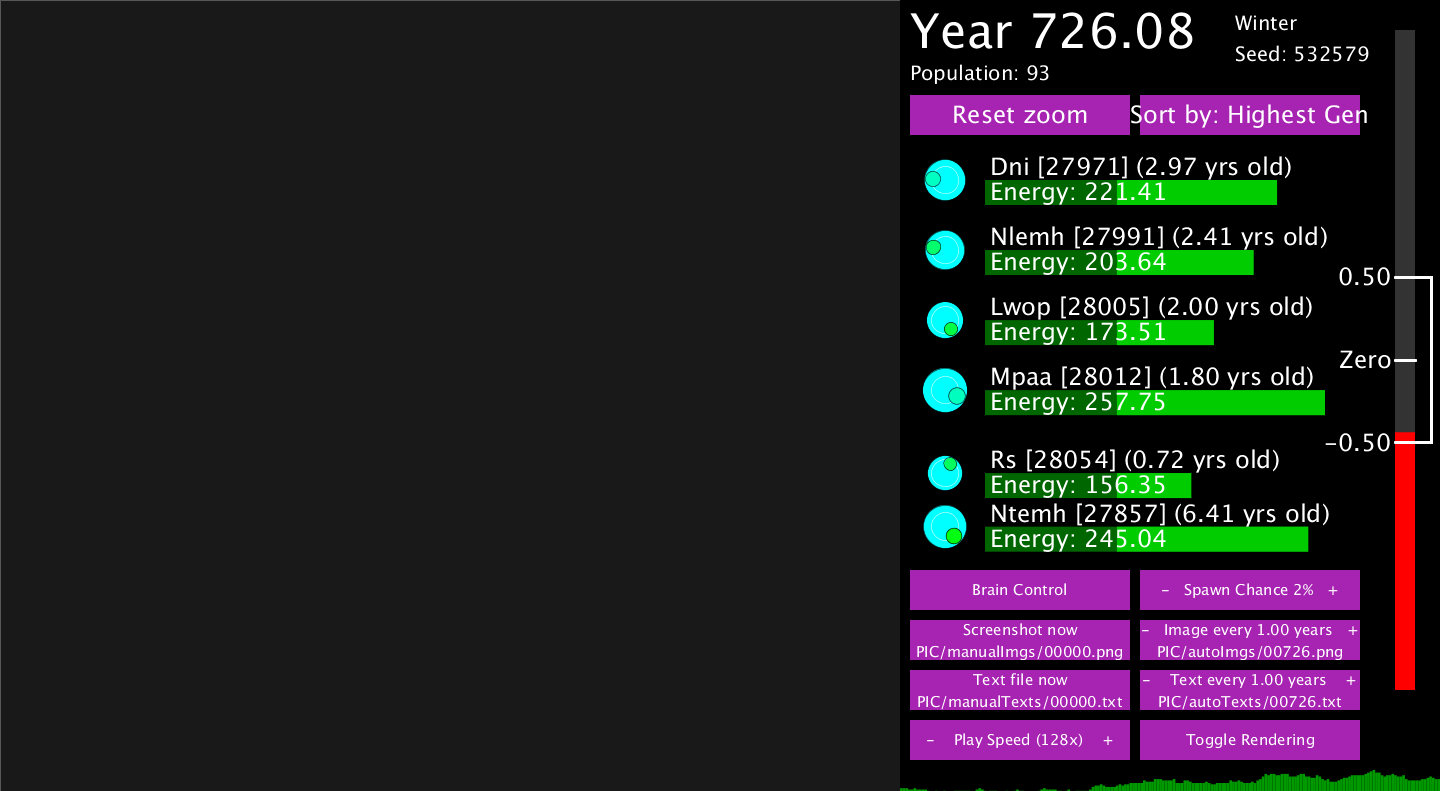 Year 726.08
Winter
Seed: 532579
Population: 93
Reset zoom
Sort by: Highest Gen
Dni [27971] (2.97 yrs old)
Energy: 221.41
Nlemh [27991] (2.41 yrs old)
Energy: 203.64
0.50
Lwop [28005] (2.00 yrs old)
Energy: 173.51
Zero
Mpaa [28012] (1.80 yrs old)
Energy: 257.75
-0.50
Rs [28054] (0.72 yrs old)
Energy: 156.35
Ntemh [27857] (6.41 yrs old)
Energy: 245.04
Brain Control
- Spawn Chance 2% +
Screenshot now
PIC/manualImgs/00000.png
- Image every 1.00 years +
PIC/autoImgs/00726.png
Text file now
PIC/manualTexts/00000.txt
- Text every 1.00 years +
PIC/autoTexts/00726.txt
- Play Speed (128x) +
Toggle Rendering